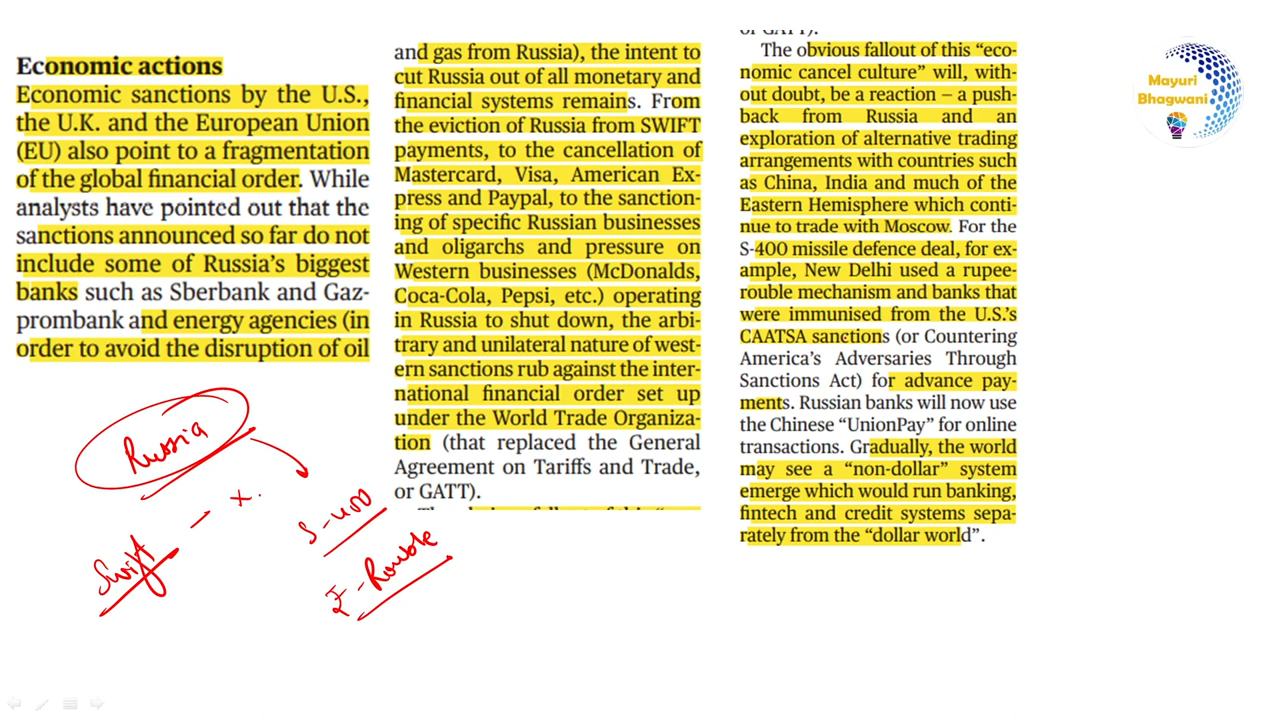 Economic actions
Economic sanctions by the U.S.,
the U.K. and the European Union
(EU) also point to a fragmentation
of the global financial order. While
analysts have pointed out that the
sanctions announced so far do not
include some of Russia's biggest
banks such as Sberbank and Gaz-
prombank and energy agencies (in
order to avoid the disruption of oil
and gas from Russia), the intent to
cut Russia out of all monetary and
financial systems remains. From
the eviction of Russia from SWIFT
payments, to the cancellation of
Mastercard, Visa, American Ex-
press and Paypal, to the sanction-
ing of specific Russian businesses
and oligarchs and pressure on
Western businesses (McDonalds,
Coca-Cola, Pepsi, etc.) operating
in Russia to shut down, the arbi-
trary and unilateral nature of west-
ern sanctions rub against the inter-
national financial order set up
under the World Trade Organiza-
tion (that replaced the General
Agreement on Tariffs and Trade,
or GATT).
or GATT).
The obvious fallout of this “eco-
nomic cancel culture” will, with-
out doubt, be a reaction – a push-
back from Russia and an
exploration of alternative trading
arrangements with countries such
as China, India and much of the
Eastern Hemisphere which conti-
nue to trade with Moscow. For the
S-400 missile defence deal, for ex-
ample, New Delhi used a rupee-
rouble mechanism and banks that
were immunised from the U.S.'s
CAATSA sanctions (or Countering
America's Adversaries Through
Sanctions Act) for advance pay-
ments. Russian banks will now use
the Chinese “UnionPay” for online
transactions. Gradually, the world
may see a “non-dollar” system
emerge which would run banking,
fintech and credit systems sepa-
rately from the “dollar world”.
Mayuri
Bhagwani
Russia
Swift – x.
S-400
₹-Rouble